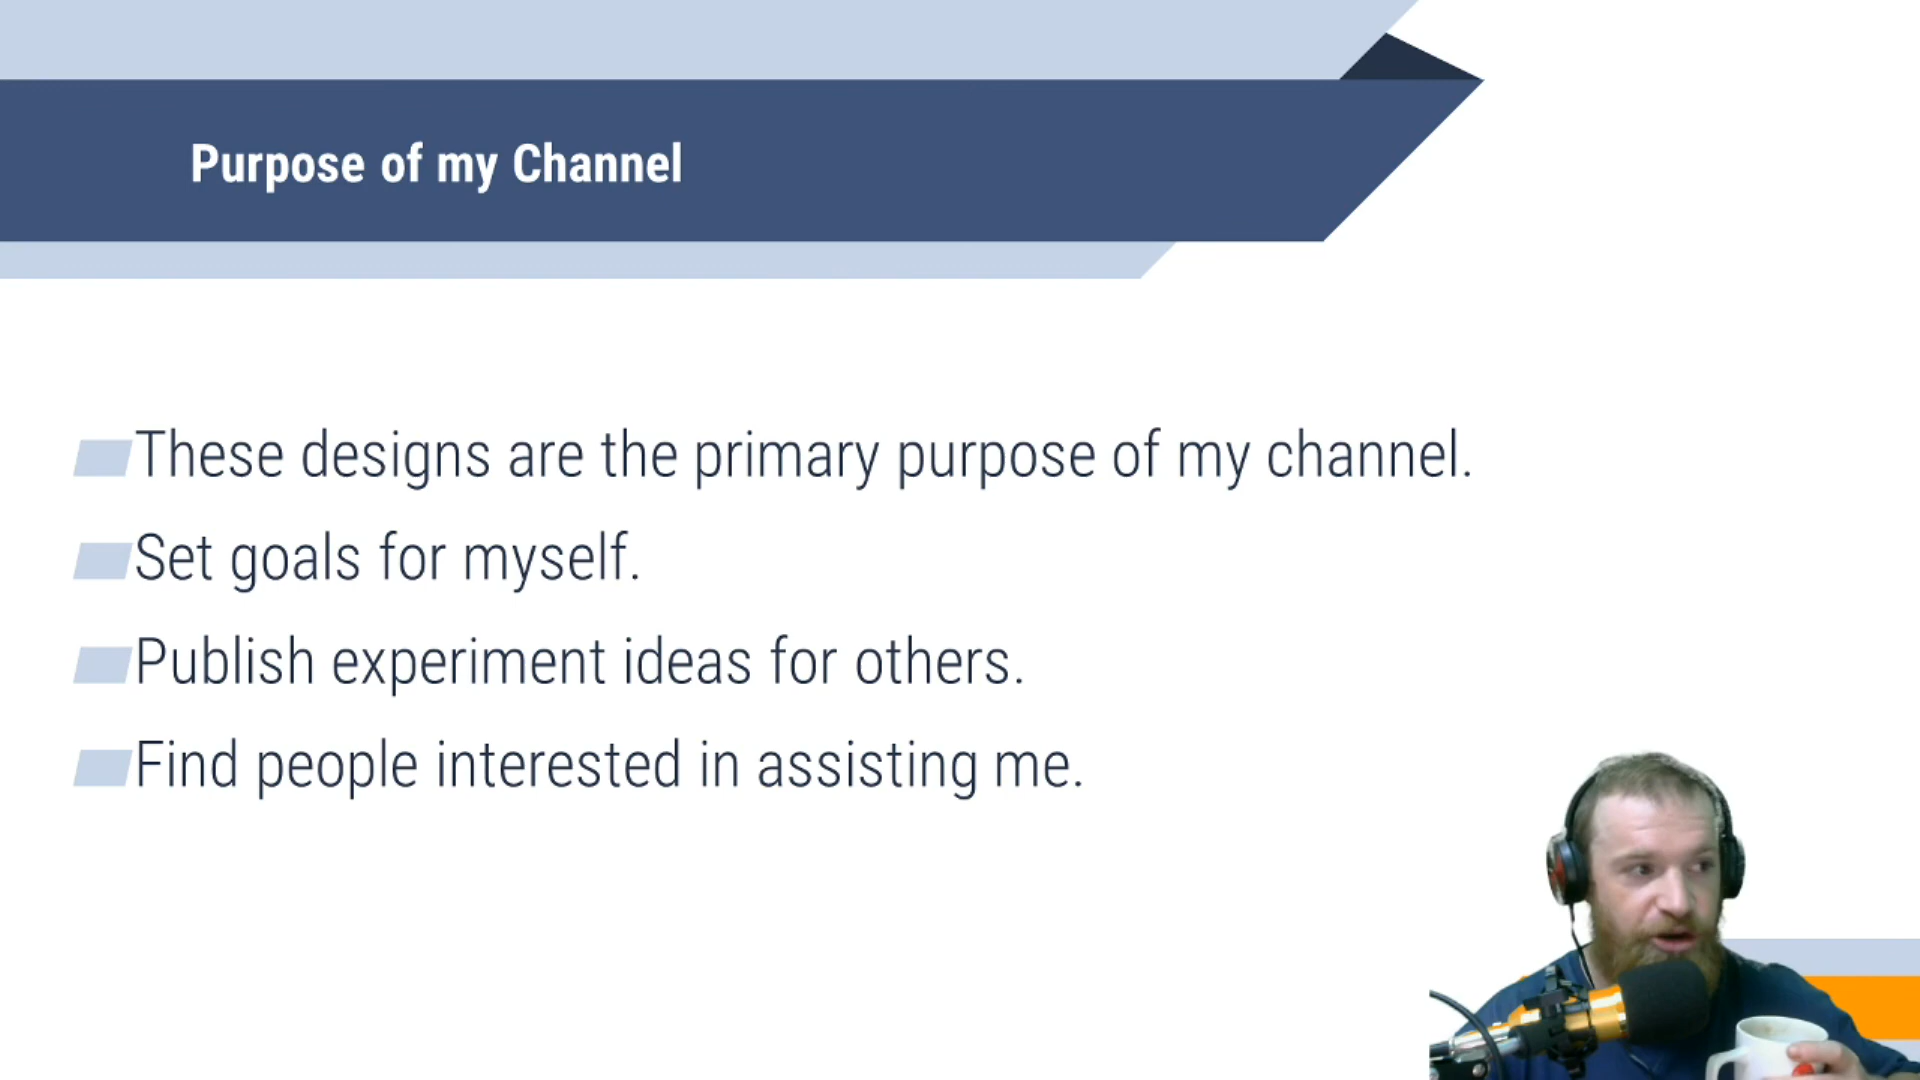 Purpose of my Channel
These designs are the primary purpose of my channel.
Set goals for myself.
Publish experiment ideas for others.
Find people interested in assisting me.